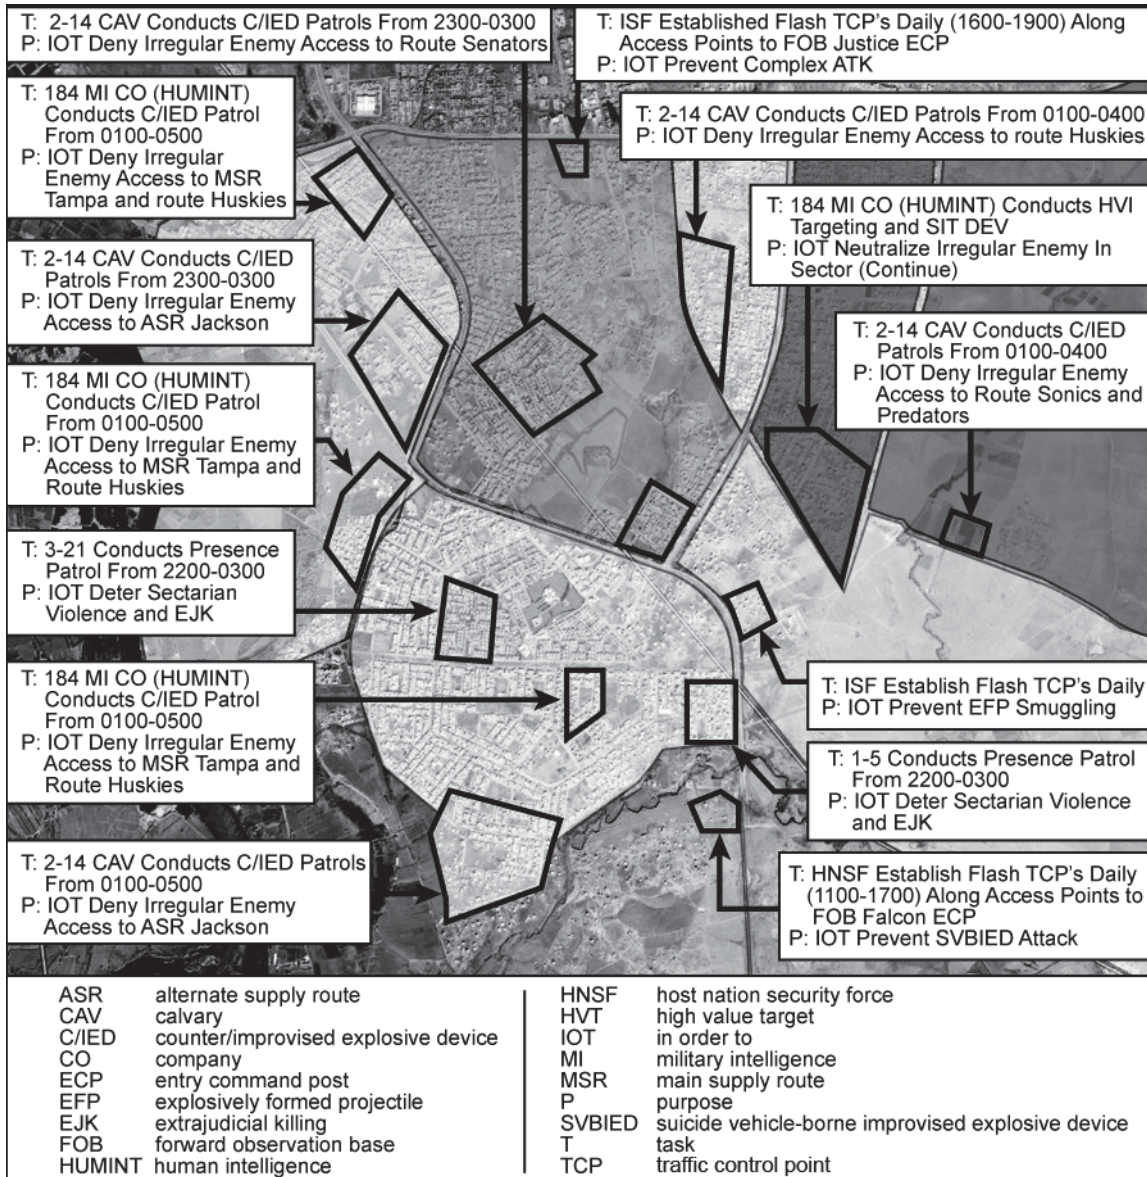 T: 2-14 CAV Conducts C/IED Patrols From 2300-0300
P: IOT Deny Irregular Enemy Access to Route Senators
T: ISF Established Flash TCP's Daily (1600-1900) Along
Access Points to FOB Justice ECP
P: IOT Prevent Complex ATK
T: 184 MI CO (HUMINT)
Conducts C/IED Patrol
From 0100-0500
P: IOT Deny Irregular
Enemy Access to MSR
Tampa and route Huskies
T: 2-14 CAV Conducts C/IED Patrols From 0100-0400
P: IOT Deny Irregular Enemy Access to route Huskies
T: 184 MI CO (HUMINT) Conducts HVI
Targeting and SIT DEV
P: IOT Neutralize Irregular Enemy In
Sector (Continue)
T: 2-14 CAV Conducts C/IED
Patrols From 2300-0300
P: IOT Deny Irregular Enemy
Access to ASR Jackson
T: 2-14 CAV Conducts C/IED
Patrols From 0100-0400
P: IOT Deny Irregular Enemy
Access to Route Sonics and
Predators
T: 184 MI CO (HUMINT)
Conducts C/IED Patrol
From 0100-0500
P: IOT Deny Irregular Enemy
Access to MSR Tampa and
Route Huskies
T: 3-21 Conducts Presence
Patrol From 2200-0300
P: IOT Deter Sectarian
Violence and EJK
T: 184 MI CO (HUMINT)
Conducts C/IED Patrol
From 0100-0500
P: IOT Deny Irregular Enemy
Access to MSR Tampa and
Route Huskies
T: ISF Establish Flash TCP's Daily
P: IOT Prevent EFP Smuggling
T: 1-5 Conducts Presence Patrol
From 2200-0300
P: IOT Deter Sectarian Violence
and EJK
T: 2-14 CAV Conducts C/IED Patrols
From 0100-0500
P: IOT Deny Irregular Enemy
Access to ASR Jackson
T: HNSF Establish Flash TCP's Daily
(1100-1700) Along Access Points to
FOB Falcon ECP
P: IOT Prevent SVBIED Attack
ASR alternate supply route
CAV calvary
C/IED counter/improvised explosive device
CO company
ECP entry command post
EFP explosively formed projectile
EJK extrajudicial killing
FOB forward observation base
HUMINT human intelligence
HNSF host nation security force
HVT high value target
IOT in order to
MI military intelligence
MSR main supply route
P purpose
SVBIED suicide vehicle-borne improvised explosive device
T task
TCP traffic control point